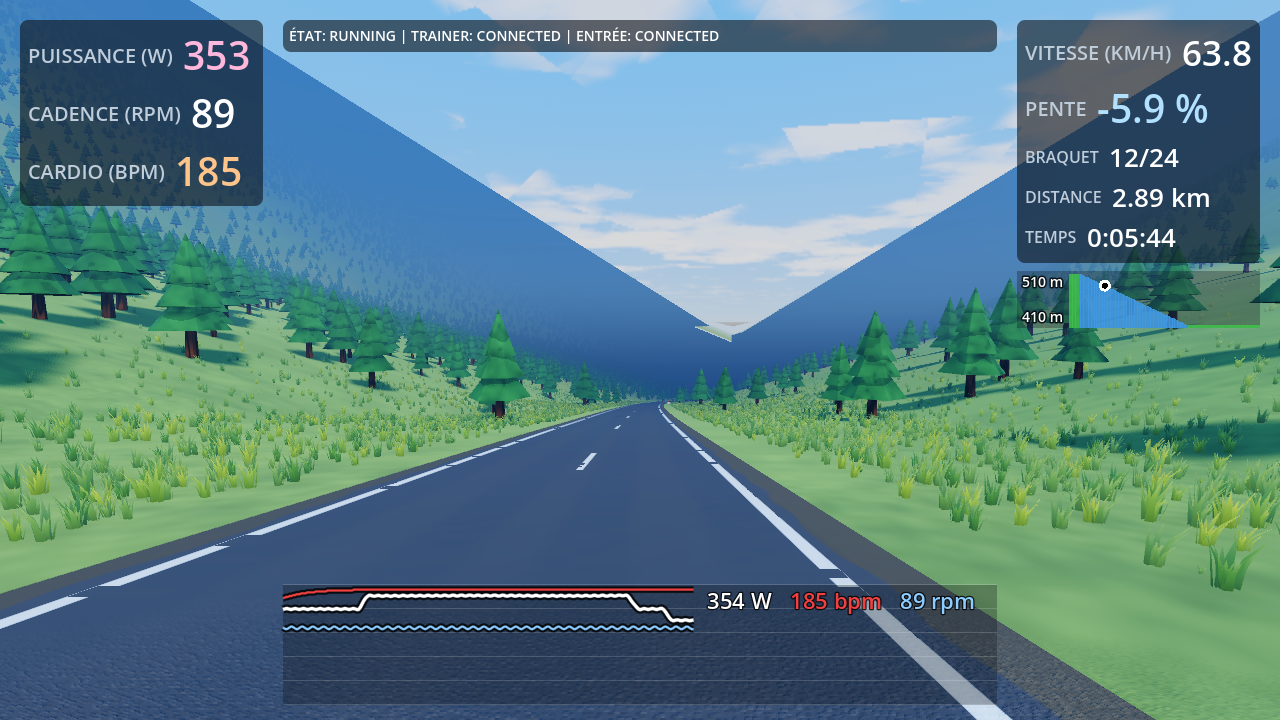 PUISSANCE (W) 353
CADENCE (RPM) 89
CARDIO (BPM) 185
ÉTAT: RUNNING | TRAINER: CONNECTED | ENTRÉE: CONNECTED
VITESSE (KM/H) 63.8
PENTE -5.9 %
BRAQUET 12/24
DISTANCE 2.89 km
TEMPS 0:05:44
510 m
410 m
354 W 185 bpm 89 rpm